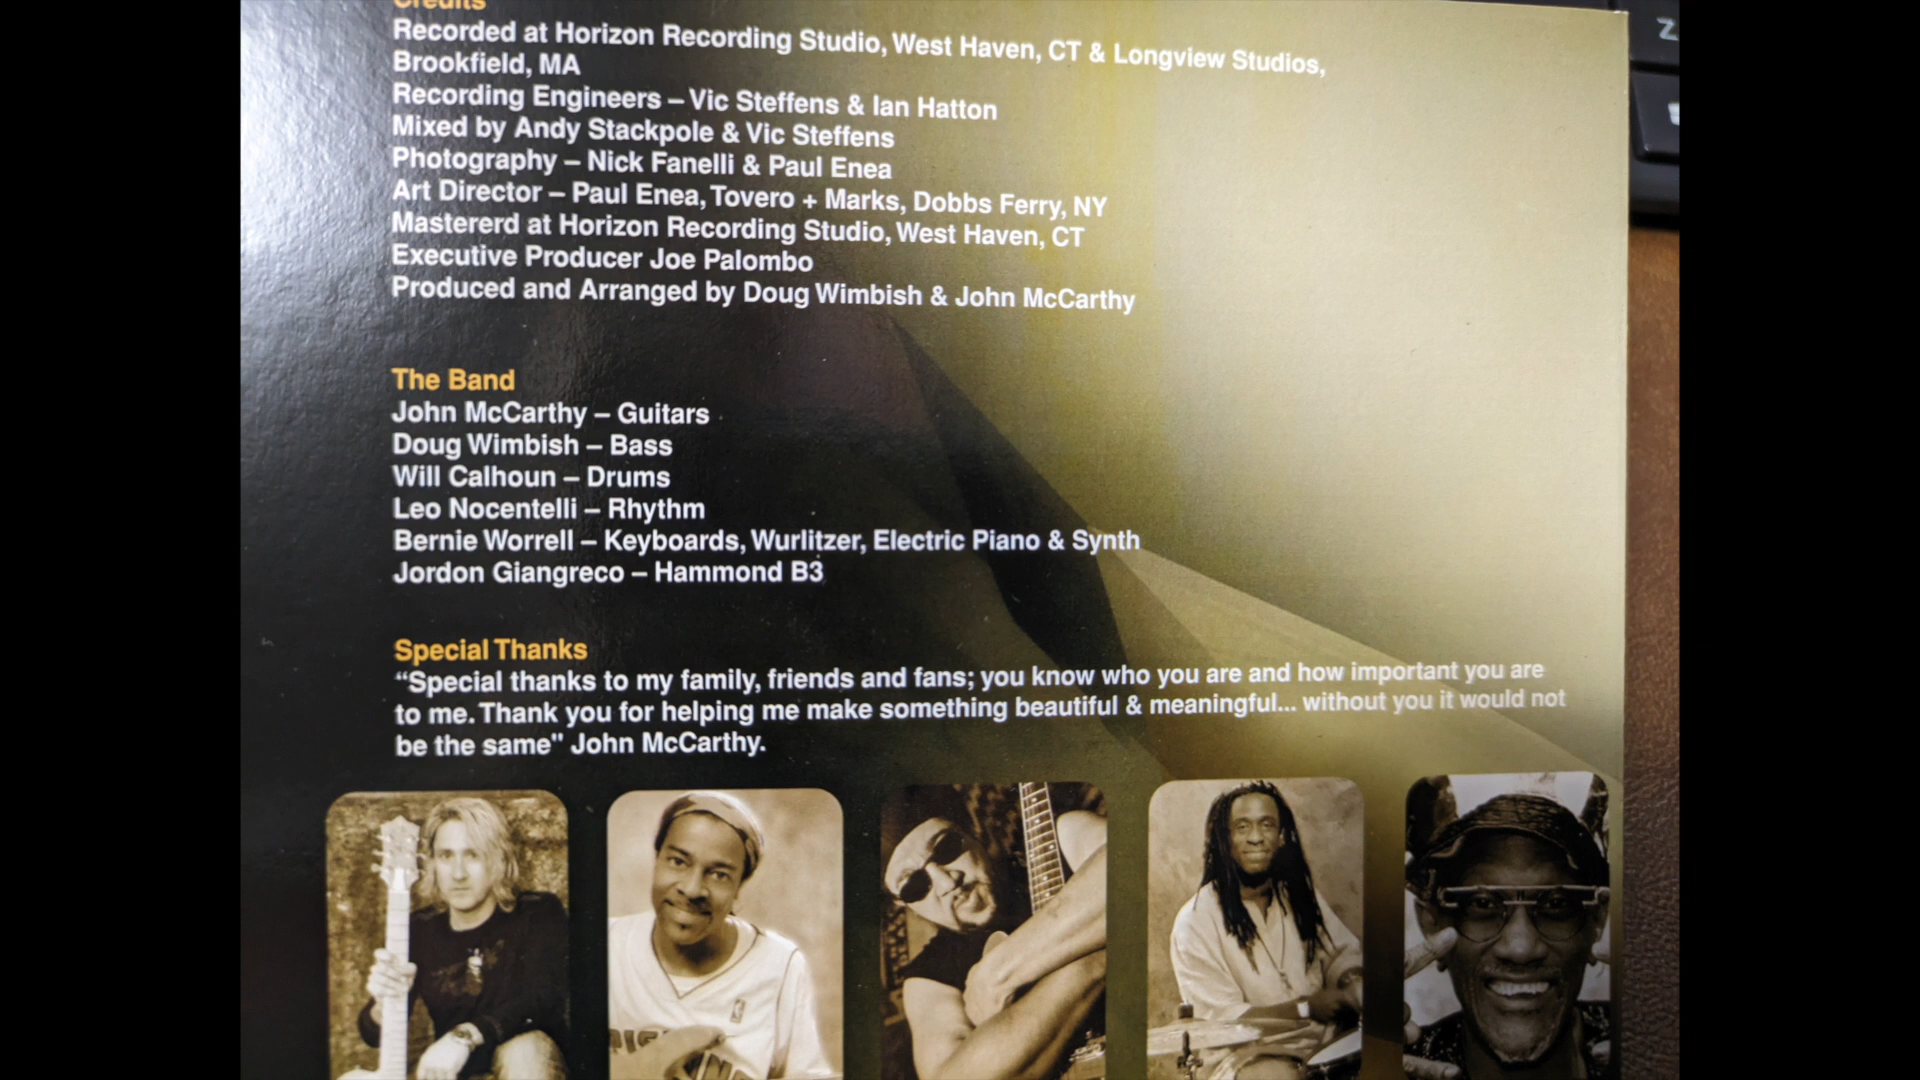 Credits
Recorded at Horizon Recording Studio, West Haven, CT & Longview Studios,
Brookfield, MA
Recording Engineers – Vic Steffens & Ian Hatton
Mixed by Andy Stackpole & Vic Steffens
Photography – Nick Fanelli & Paul Enea
Art Director – Paul Enea, Tovero + Marks, Dobbs Ferry, NY
Mastererd at Horizon Recording Studio, West Haven, CT
Executive Producer Joe Palombo
Produced and Arranged by Doug Wimbish & John McCarthy
The Band
John McCarthy – Guitars
Doug Wimbish – Bass
Will Calhoun – Drums
Leo Nocentelli – Rhythm
Bernie Worrell – Keyboards, Wurlitzer, Electric Piano & Synth
Jordon Giangreco – Hammond B3
Special Thanks
“Special thanks to my family, friends and fans; you know who you are and how important you are
to me. Thank you for helping me make something beautiful & meaningful... without you it would not
be the same" John McCarthy.
Z